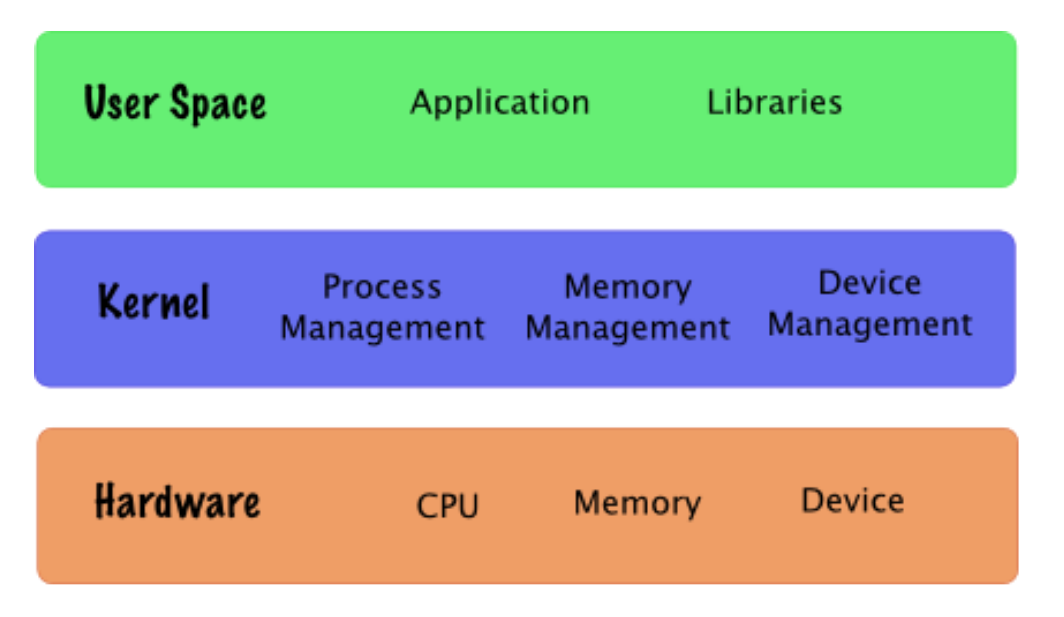 User Space Application Libraries
Kernel
Process
Management
Memory
Management
Device
Management
Hardware CPU Memory Device